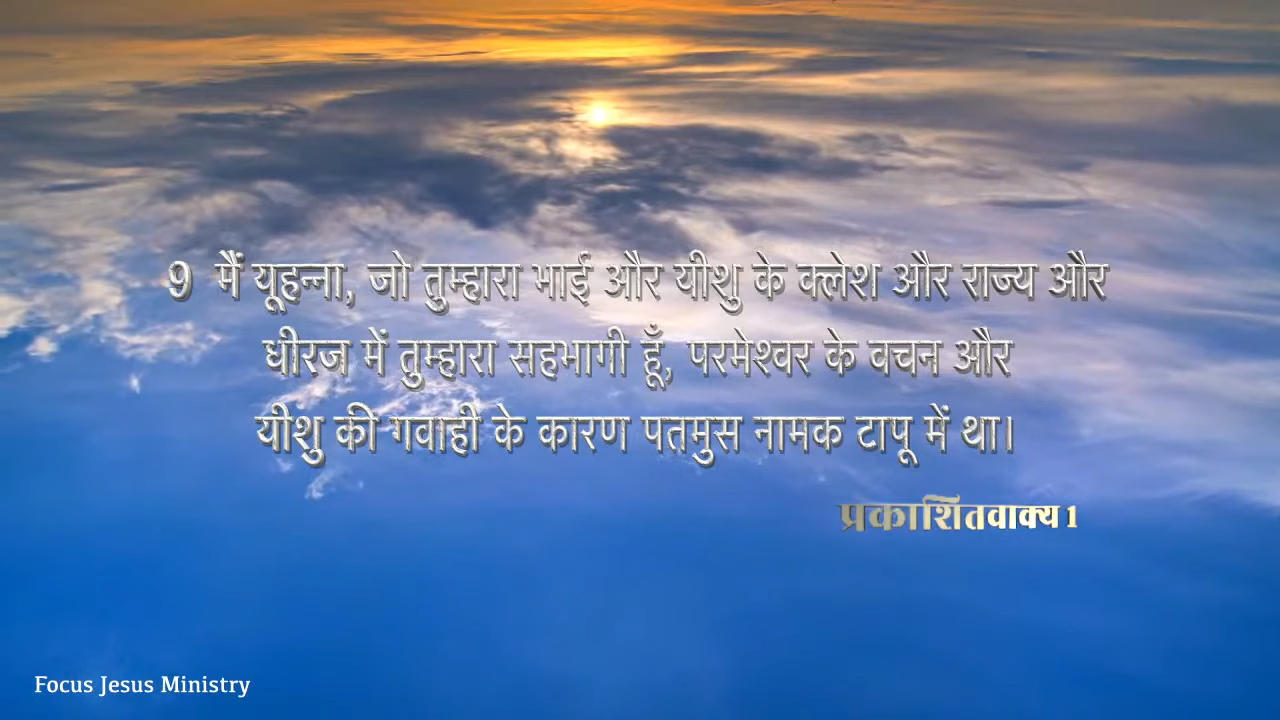 9 मैं यूहन्ना, जो तुम्हारा भाई और यीशु के क्लेश और राज्य और
धीरज में तुम्हारा सहभागी हूँ, परमेश्वर के वचन और
यीशु की गवाही के कारण पतमुस नामक टापू में था।
प्रकाशितवाक्य 1
Focus Jesus Ministry